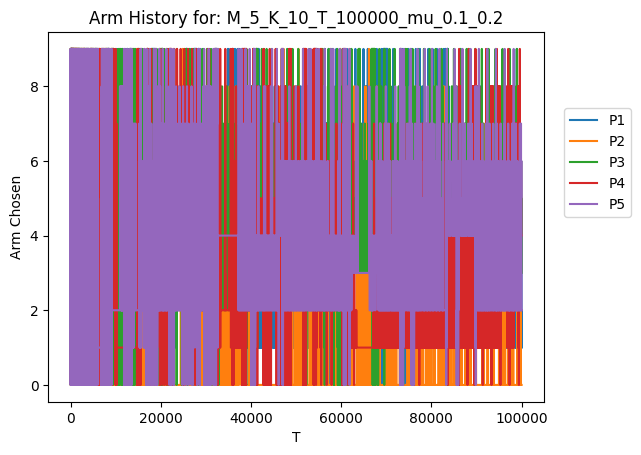 Arm History for: M_5_K_10_T_100000_mu_0.1_0.2
8
6
4
2
0
Arm Chosen
0 20000 40000 60000 80000 100000
T
P1
P2
P3
P4
P5